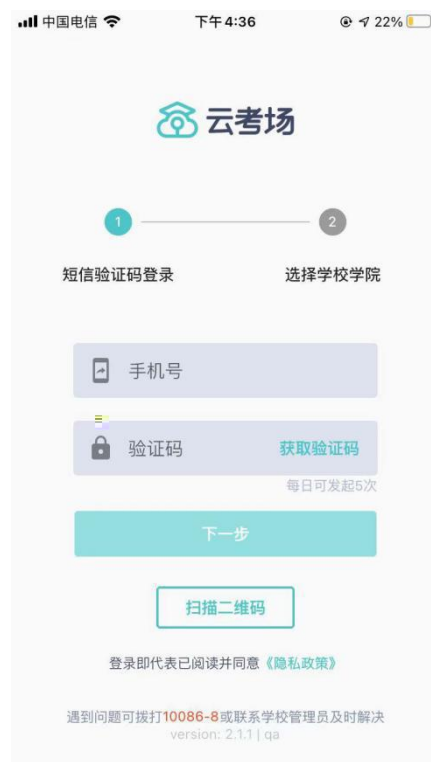 中国电信 下午4:36 22%
云考场
1 2
短信验证码登录 选择学校学院
手机号
验证码 获取验证码
每日可发起5次
下一步
扫描二维码
登录即代表已阅读并同意《隐私政策》
遇到问题可拨打10086-8或联系学校管理员及时解决
version: 2.1.1 | qa